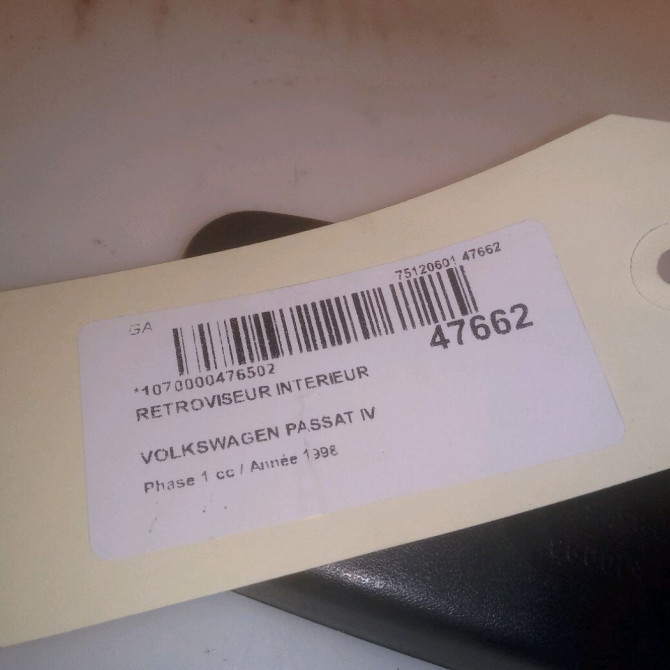 75120601 47662
GA
47662
*1070000476502
RETROVISEUR INTERIEUR
VOLKSWAGEN PASSAT IV
Phase 1 cc / Année 1998